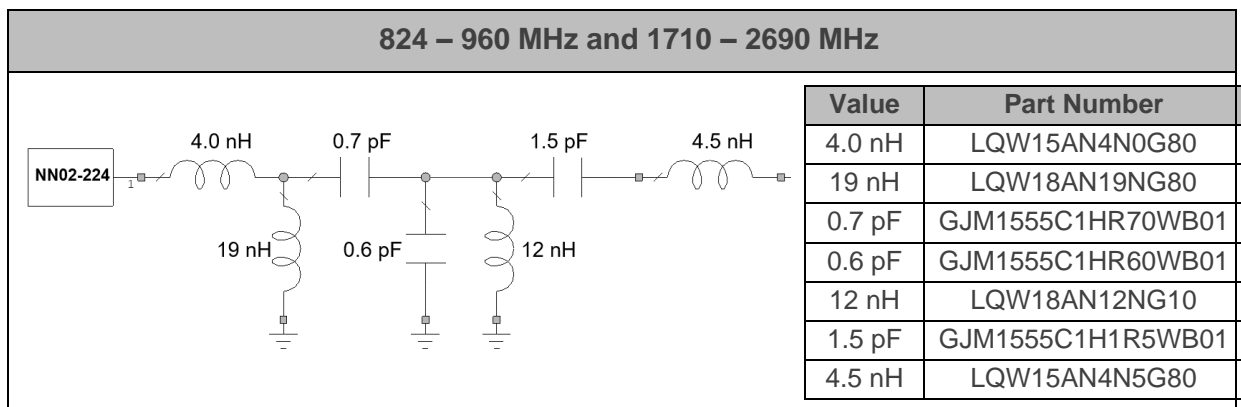 824 – 960 MHz and 1710 – 2690 MHz
4.0 nH 0.7 pF 1.5 pF 4.5 nH
NN02-224
1
19 nH 0.6 pF 12 nH
Value Part Number
4.0 nH LQW15AN4N0G80
19 nH LQW18AN19NG80
0.7 pF GJM1555C1HR70WB01
0.6 pF GJM1555C1HR60WB01
12 nH LQW18AN12NG10
1.5 pF GJM1555C1H1R5WB01
4.5 nH LQW15AN4N5G80